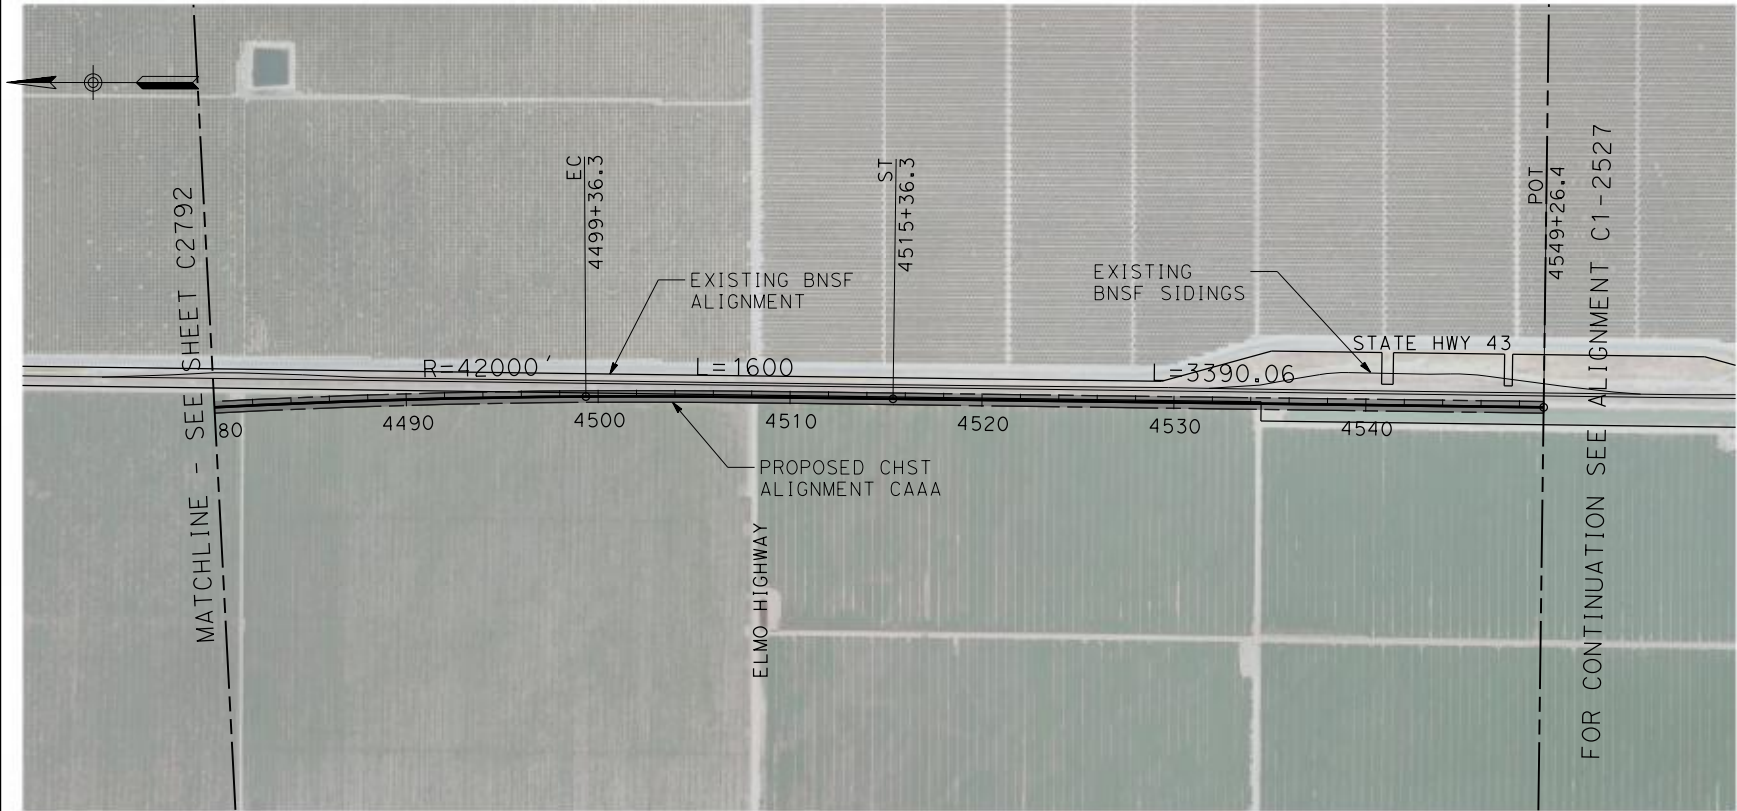 MATCHLINE - SEE SHEET C2792
EC
4499+36.3
ST
4515+36.3
POT
4549+26.4
FOR CONTINUATION SEE ALIGNMENT C1-2527
EXISTING BNSF
ALIGNMENT
EXISTING
BNSF SIDINGS
STATE HWY 43
R=42000'
L=1600
L=3390.06
80
4490
4500
4510
4520
4530
4540
PROPOSED CHST
ALIGNMENT CAAA
ELMO HIGHWAY